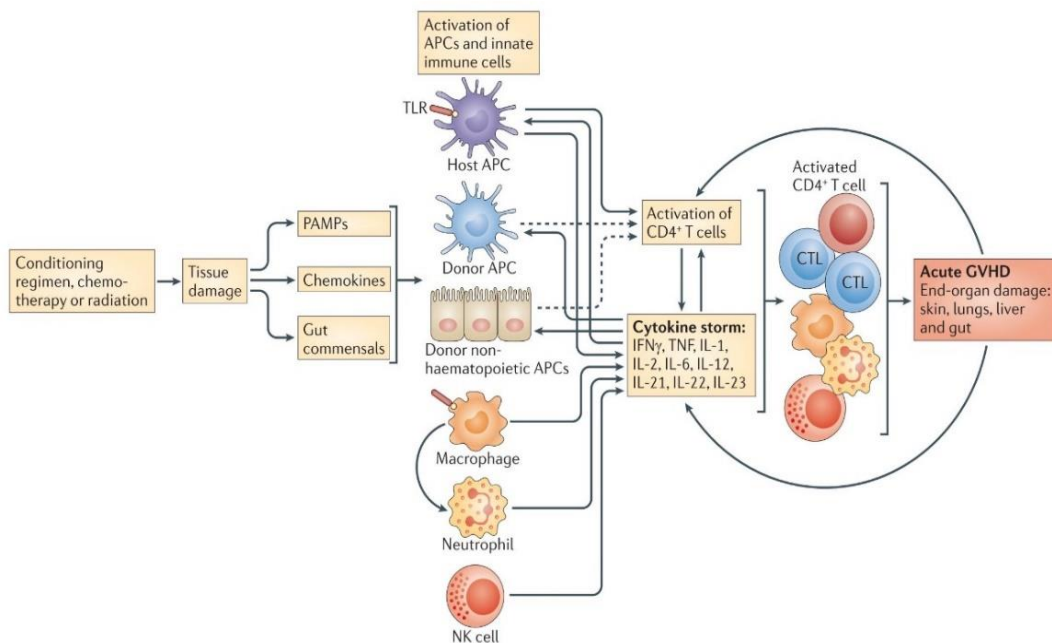 Activation of
APCs and innate
immune cells
TLR
Host APC
Donor APC
Donor non-
haematopoietic APCs
Macrophage
Neutrophil
NK cell
Conditioning
regimen, chemo-
therapy or radiation
Tissue
damage
PAMPs
Chemokines
Gut
commensals
Activation of
CD4⁺ T cells
Cytokine storm:
IFNγ, TNF, IL-1,
IL-2, IL-6, IL-12,
IL-21, IL-22, IL-23
Activated
CD4⁺ T cell
CTL
CTL
Acute GVHD
End-organ damage:
skin, lungs, liver
and gut